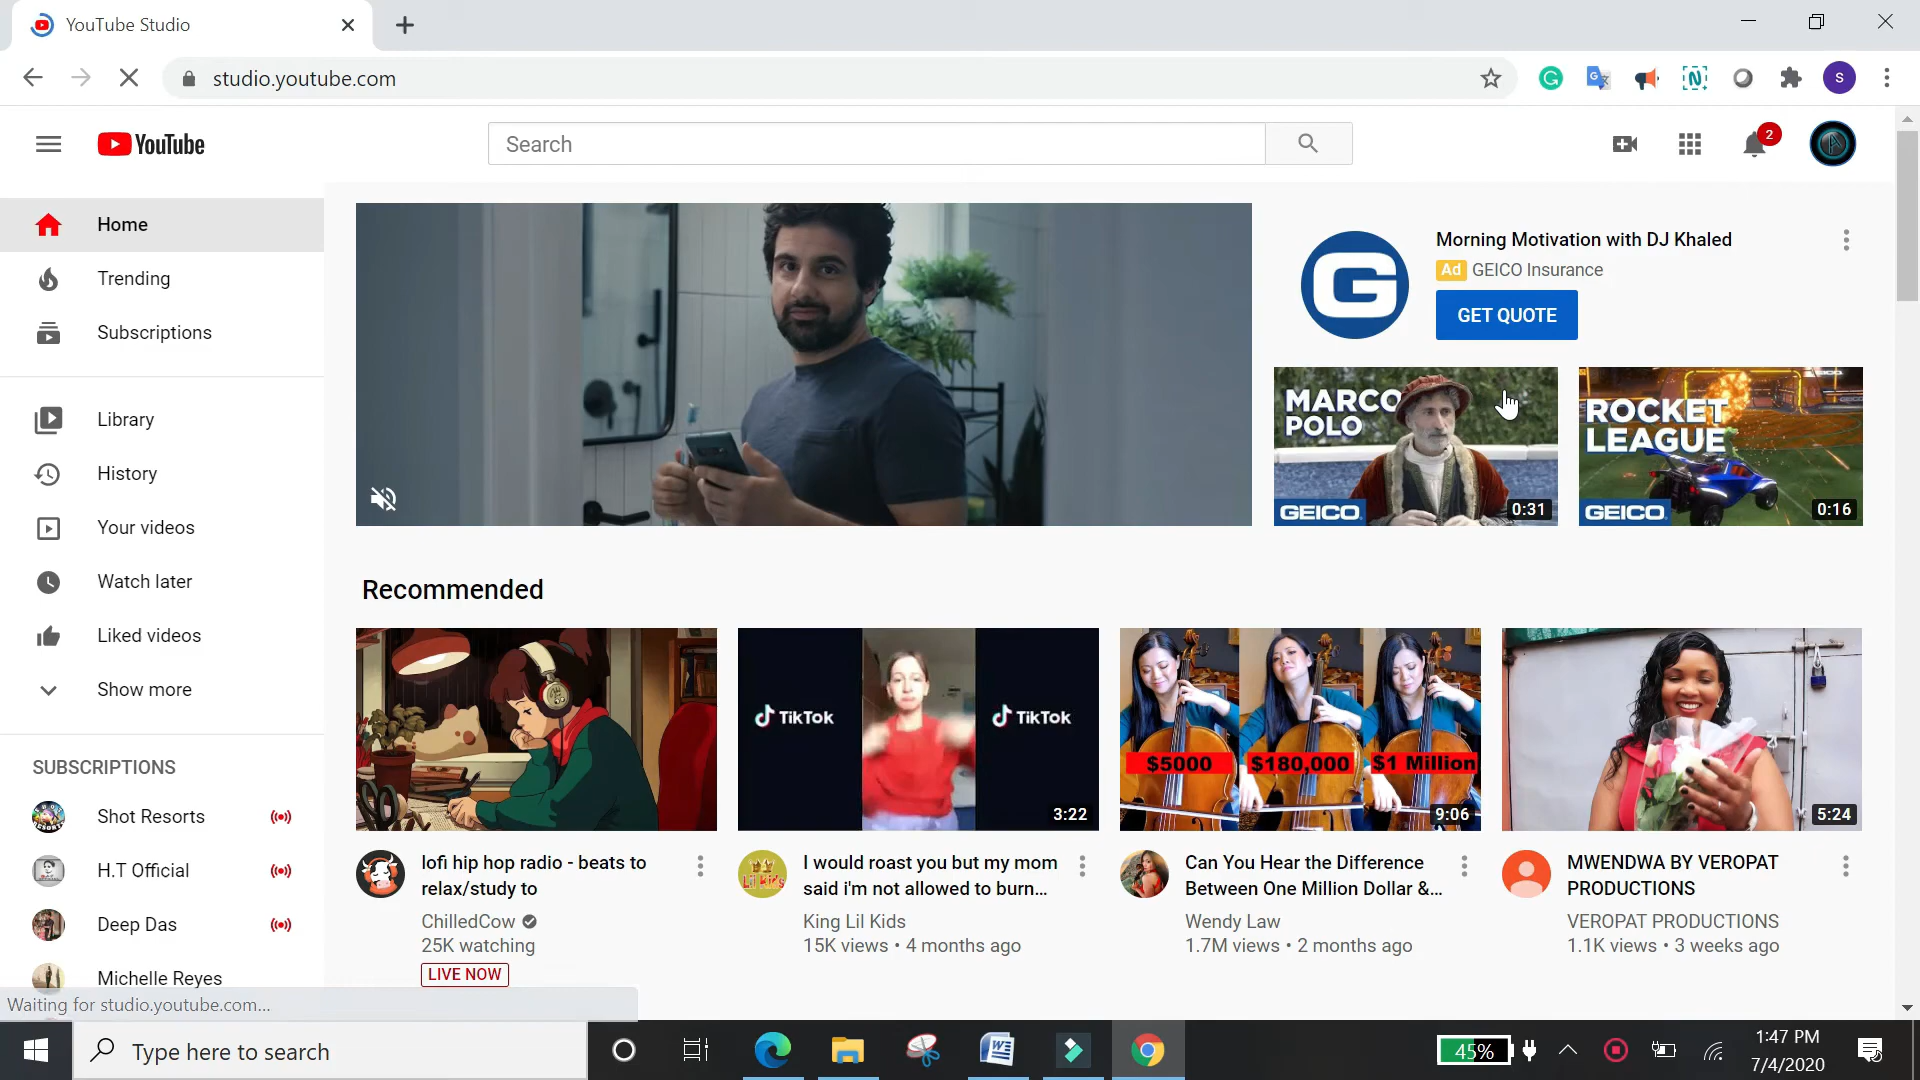 YouTube Studio
studio.youtube.com
S
YouTube
Search
2
Home
Trending
Subscriptions
Library
History
Your videos
Watch later
Liked videos
Show more
SUBSCRIPTIONS
Shot Resorts
H.T Official
Deep Das
Michelle Reyes
Waiting for studio.youtube.com...
G
Morning Motivation with DJ Khaled
Ad GEICO Insurance
GET QUOTE
MARCO
POLO
GEICO
0:31
ROCKET
LEAGUE
GEICO
0:16
Recommended
TikTok
TikTok
3:22
$5000
$180,000
$1 Million
9:06
5:24
lofi hip hop radio - beats to
relax/study to
ChilledCow
25K watching
LIVE NOW
I would roast you but my mom
said i'm not allowed to burn...
King Lil Kids
15K views • 4 months ago
Can You Hear the Difference
Between One Million Dollar &...
Wendy Law
1.7M views • 2 months ago
MWENDWA BY VEROPAT
PRODUCTIONS
VEROPAT PRODUCTIONS
1.1K views • 3 weeks ago
Type here to search
45%
1:47 PM
7/4/2020